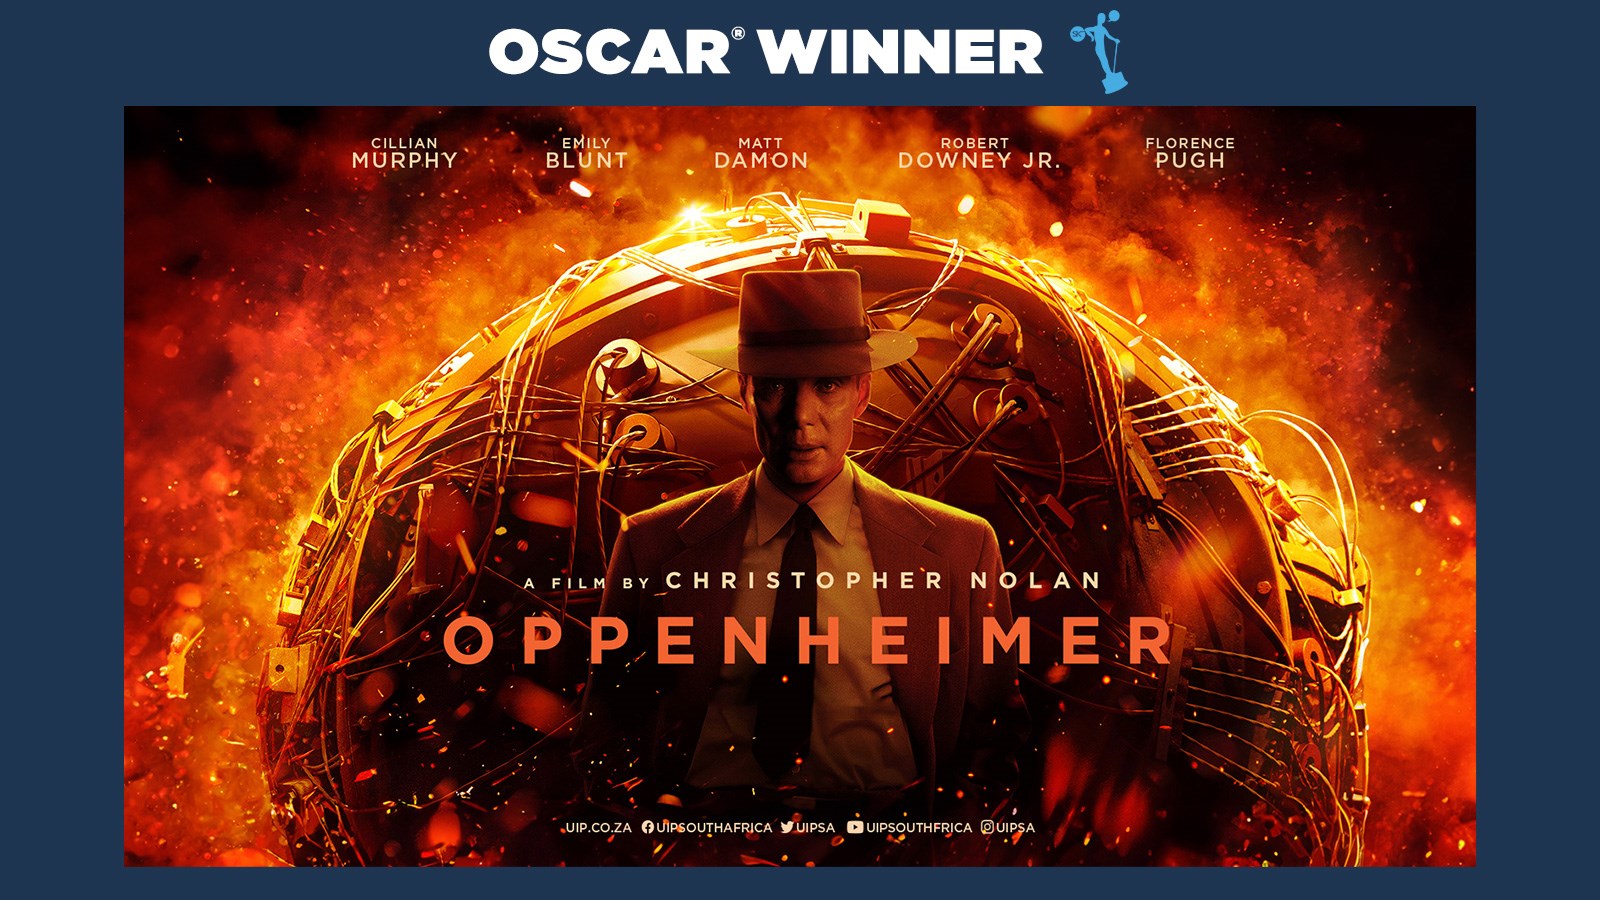 OSCAR® WINNER
CILLIAN MURPHY
EMILY BLUNT
MATT DAMON
ROBERT DOWNEY JR.
FLORENCE PUGH
A FILM BY CHRISTOPHER NOLAN
OPPENHEIMER
UIP.CO.ZA UIPSOUTHAFRICA UIPSA UIPSOUTHFRICA UIPSA